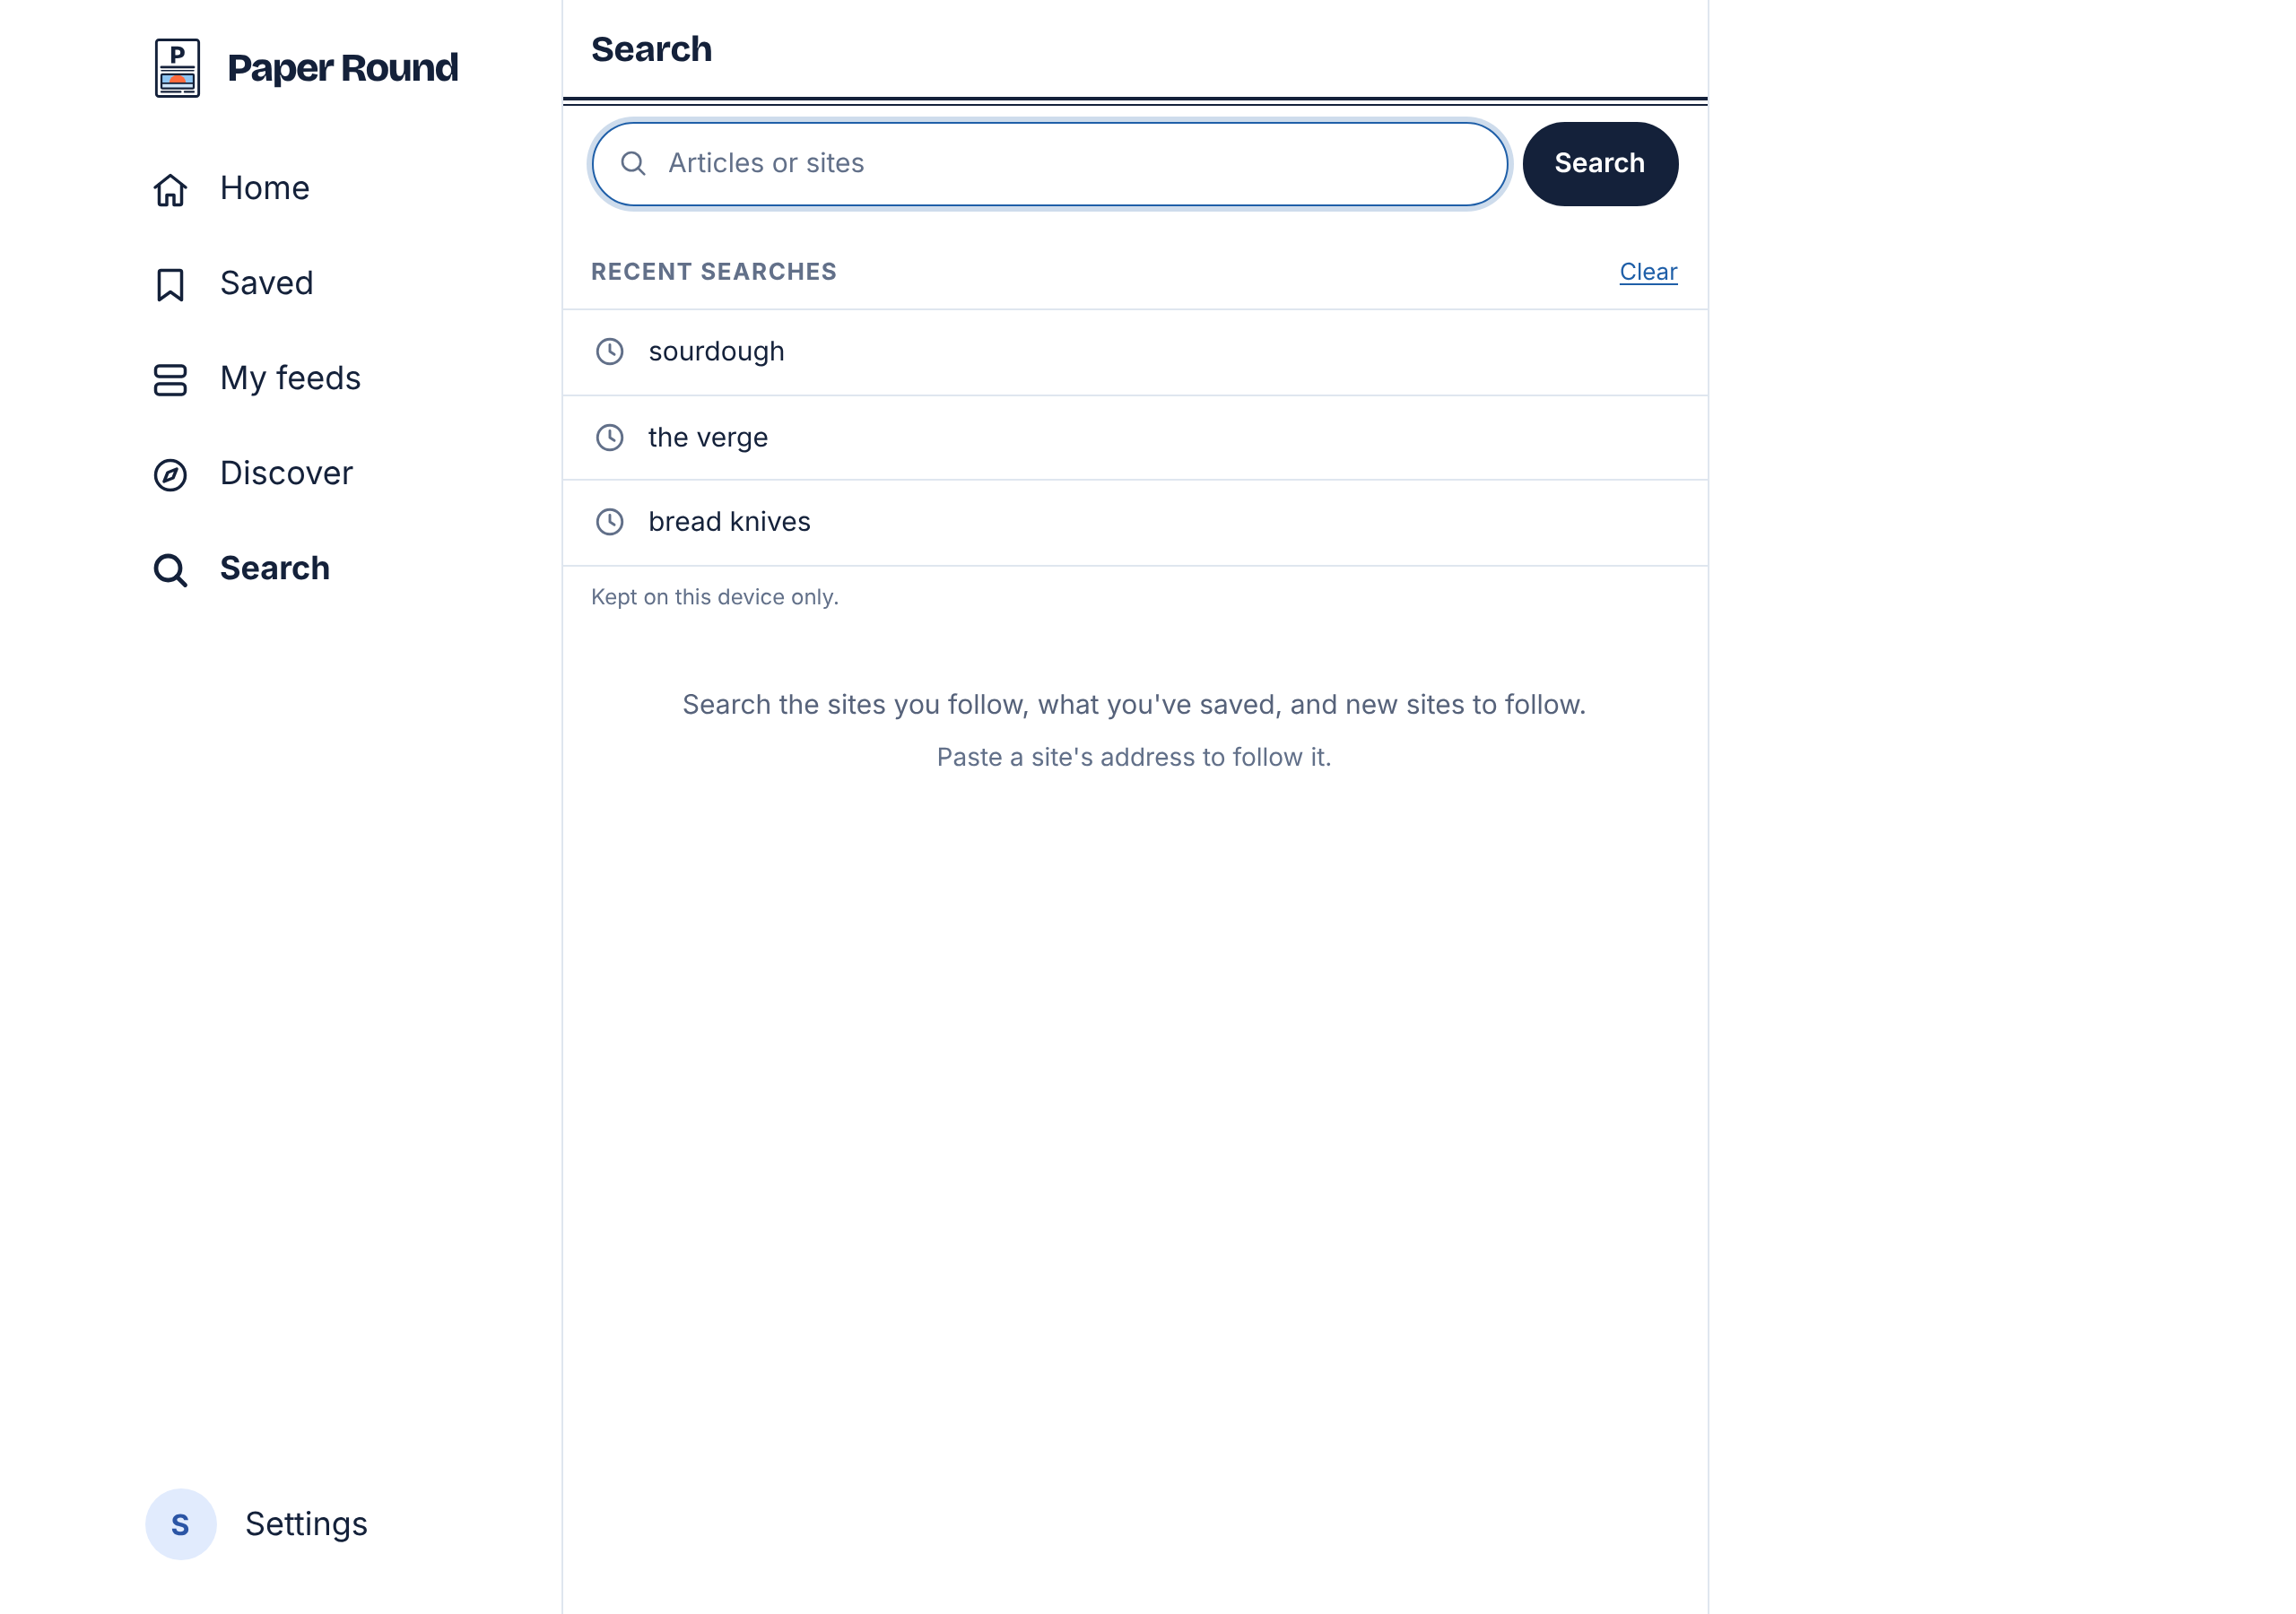 P
Paper Round
Home
Saved
My feeds
Discover
Search
Settings
S
Search
Articles or sites
Search
RECENT SEARCHES
Clear
sourdough
the verge
bread knives
Kept on this device only.
Search the sites you follow, what you've saved, and new sites to follow.
Paste a site's address to follow it.